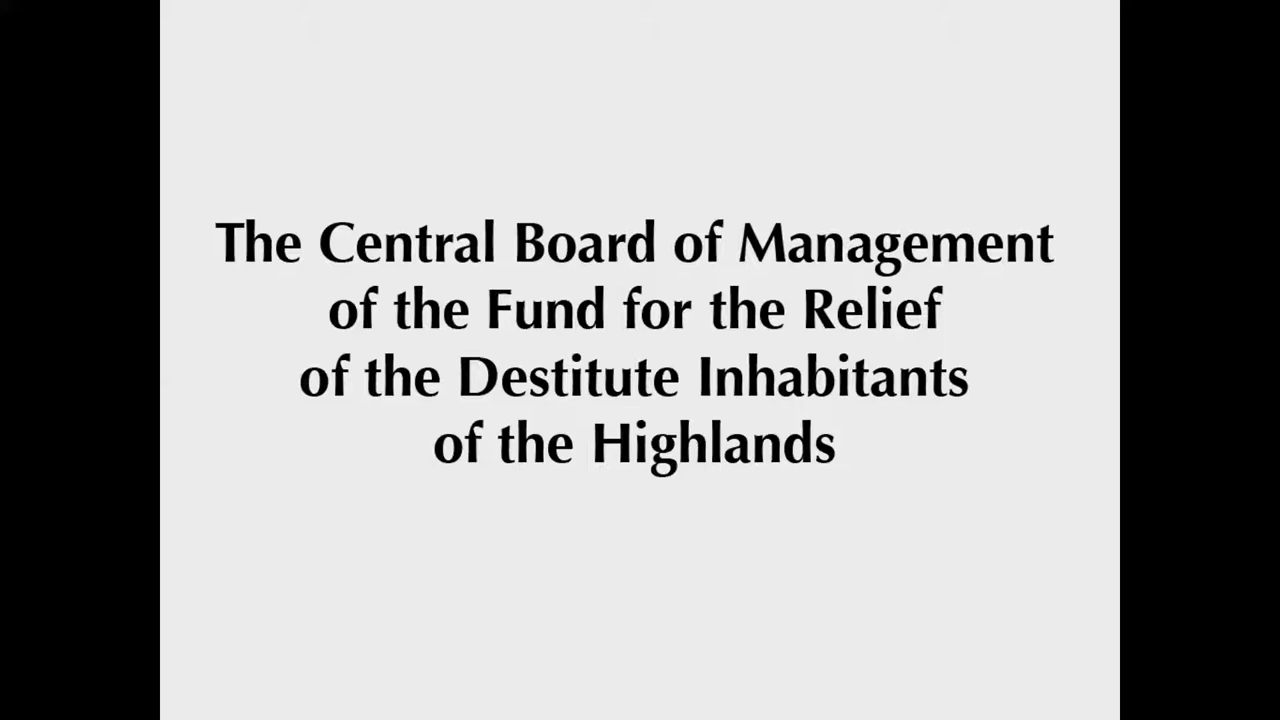 The Central Board of Management
of the Fund for the Relief
of the Destitute Inhabitants
of the Highlands